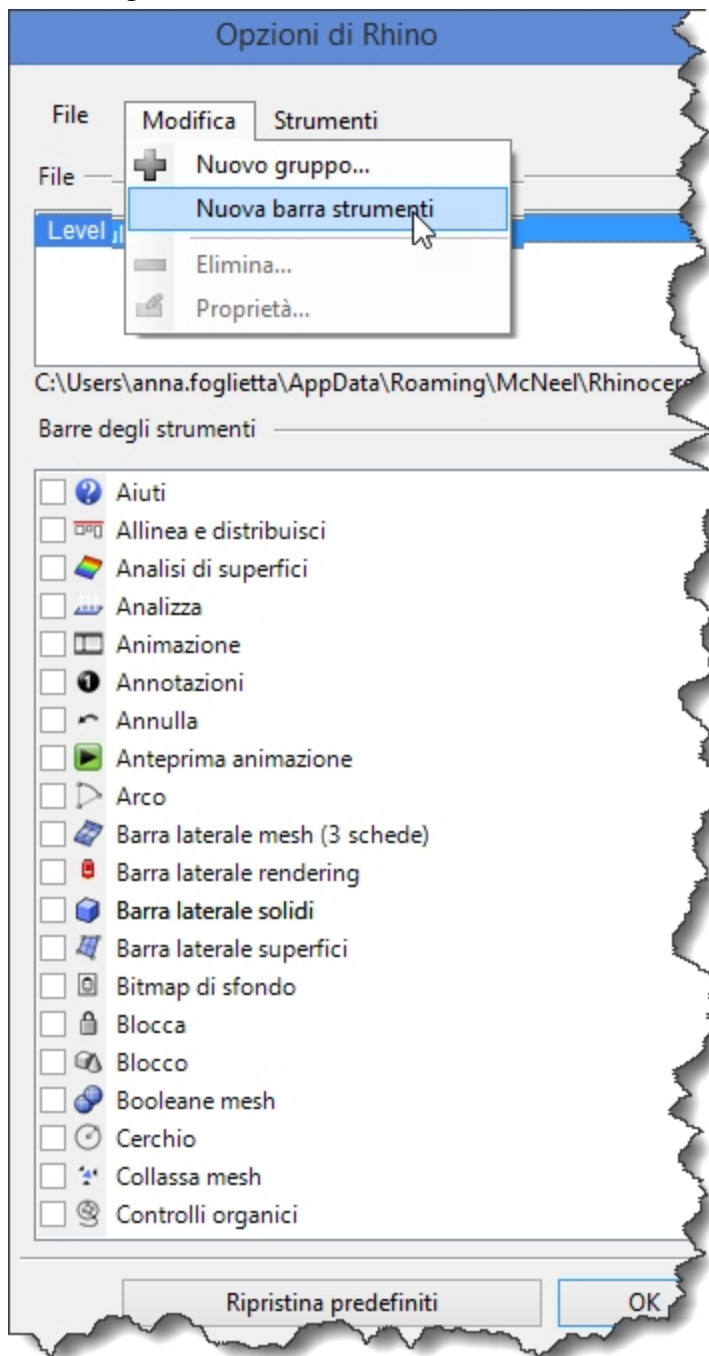 Opzioni di Rhino
File Modifica Strumenti
Nuovo gruppo...
File
Nuova barra strumenti
Level
Elimina...
Proprietà...
C:\Users\anna.foglietta\AppData\Roaming\McNeel\Rhinocero
Barre degli strumenti
Aiuti
Allinea e distribuisci
Analisi di superfici
Analizza
Animazione
Annotazioni
Annulla
Anteprima animazione
Arco
Barra laterale mesh (3 schede)
Barra laterale rendering
Barra laterale solidi
Barra laterale superfici
Bitmap di sfondo
Blocca
Blocco
Booleane mesh
Cerchio
Collassa mesh
Controlli organici
Ripristina predefiniti OK